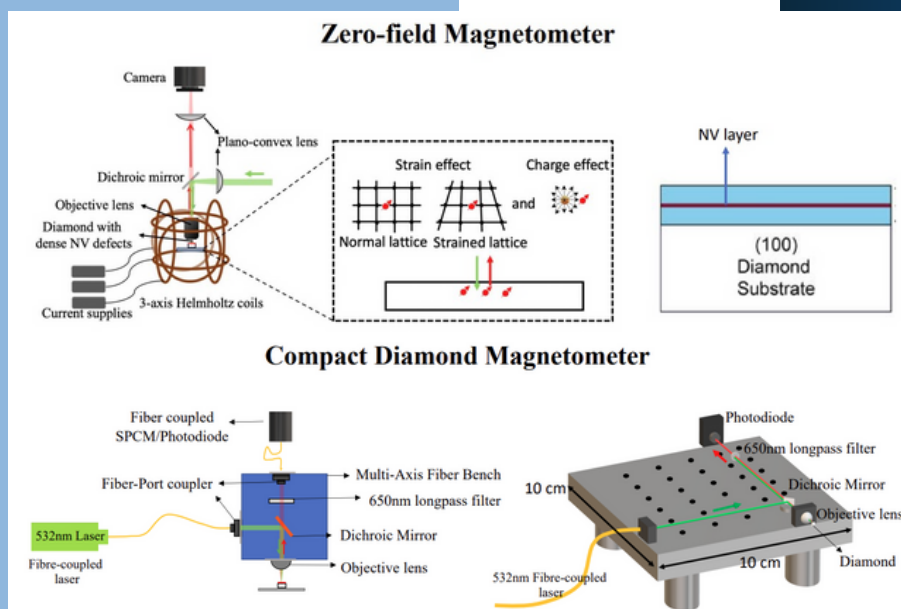 Zero-field Magnetometer
Camera
Plano-convex lens
Dichroic mirror
Objective lens
Diamond with
dense NV defects
Current supplies
3-axis Helmholtz coils
Strain effect
Charge effect
and
Normal lattice
Strained lattice
NV layer
(100)
Diamond
Substrate
Compact Diamond Magnetometer
Fiber coupled
SPCM/Photodiode
Fiber-Port coupler
Multi-Axis Fiber Bench
650nm longpass filter
532nm Laser
Dichroic Mirror
Fibre-coupled
laser
Objective lens
Photodiode
650nm longpass filter
10 cm
Dichroic Mirror
Objective lens
10 cm
Diamond
532nm Fibre-coupled
laser